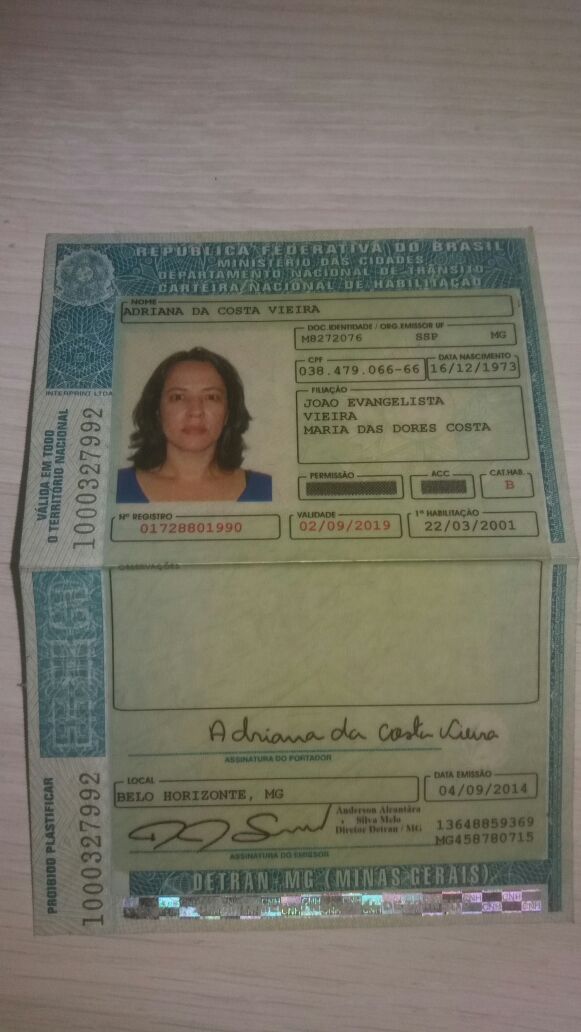 REPÚBLICA FEDERATIVA DO BRASIL
MINISTÉRIO DAS CIDADES
DEPARTAMENTO NACIONAL DE TRÂNSITO
CARTEIRA NACIONAL DE HABILITAÇÃO
NOME
ADRIANA DA COSTA VIEIRA
DOC. IDENTIDADE / ORG. EMISSOR UF
M8272076 SSP MG
CPF
038.479.066-66
DATA NASCIMENTO
16/12/1973
FILIAÇÃO
JOAO EVANGELISTA
VIEIRA
MARIA DAS DORES COSTA
PERMISSÃO
ACC
CAT.HAB.
B
Nº REGISTRO
01728801990
VALIDADE
02/09/2019
1ª HABILITAÇÃO
22/03/2001
INTERPRINT LTDA
VÁLIDA EM TODO
O TERRITÓRIO NACIONAL
1000327992
OBSERVAÇÕES
Adriana da Costa Vieira
ASSINATURA DO PORTADOR
LOCAL
BELO HORIZONTE, MG
DATA EMISSÃO
04/09/2014
Anderson Alcantâra
Silva Melo
Diretor Detran / MG
13648859369
MG458780715
ASSINATURA DO EMISSOR
PROIBIDO PLASTIFICAR
1000327992
DETRAN-MG (MINAS GERAIS)
CNH CNH CNH CNH